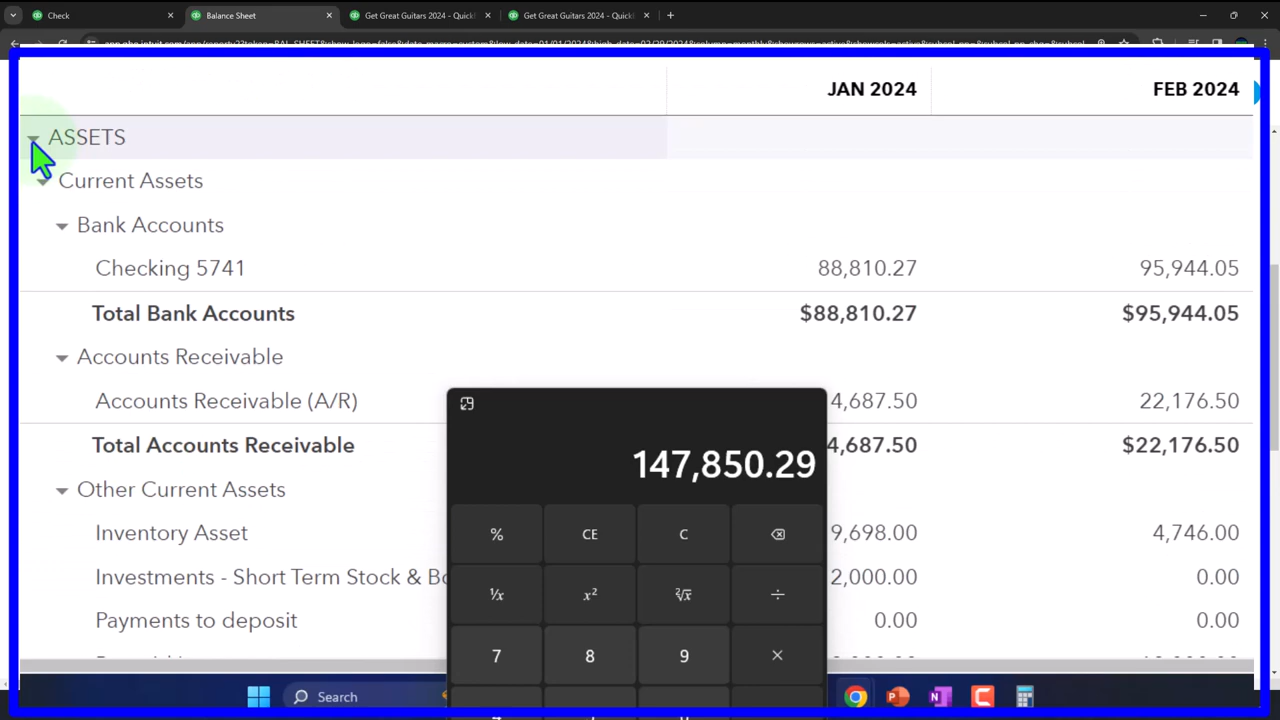 Check
Balance Sheet
Get Great Guitars 2024 - Quick
Get Great Guitars 2024 - Quickl
JAN 2024 FEB 2024
ASSETS
Current Assets
Bank Accounts
Checking 5741 88,810.27 95,944.05
Total Bank Accounts $88,810.27 $95,944.05
Accounts Receivable
Accounts Receivable (A/R) 4,687.50 22,176.50
Total Accounts Receivable 4,687.50 $22,176.50
Other Current Assets
Inventory Asset 9,698.00 4,746.00
Investments - Short Term Stock & Bo 2,000.00 0.00
Payments to deposit 0.00 0.00
147,850.29
% CE C
⅟x x² ²√x ÷
7 8 9 ×
Search